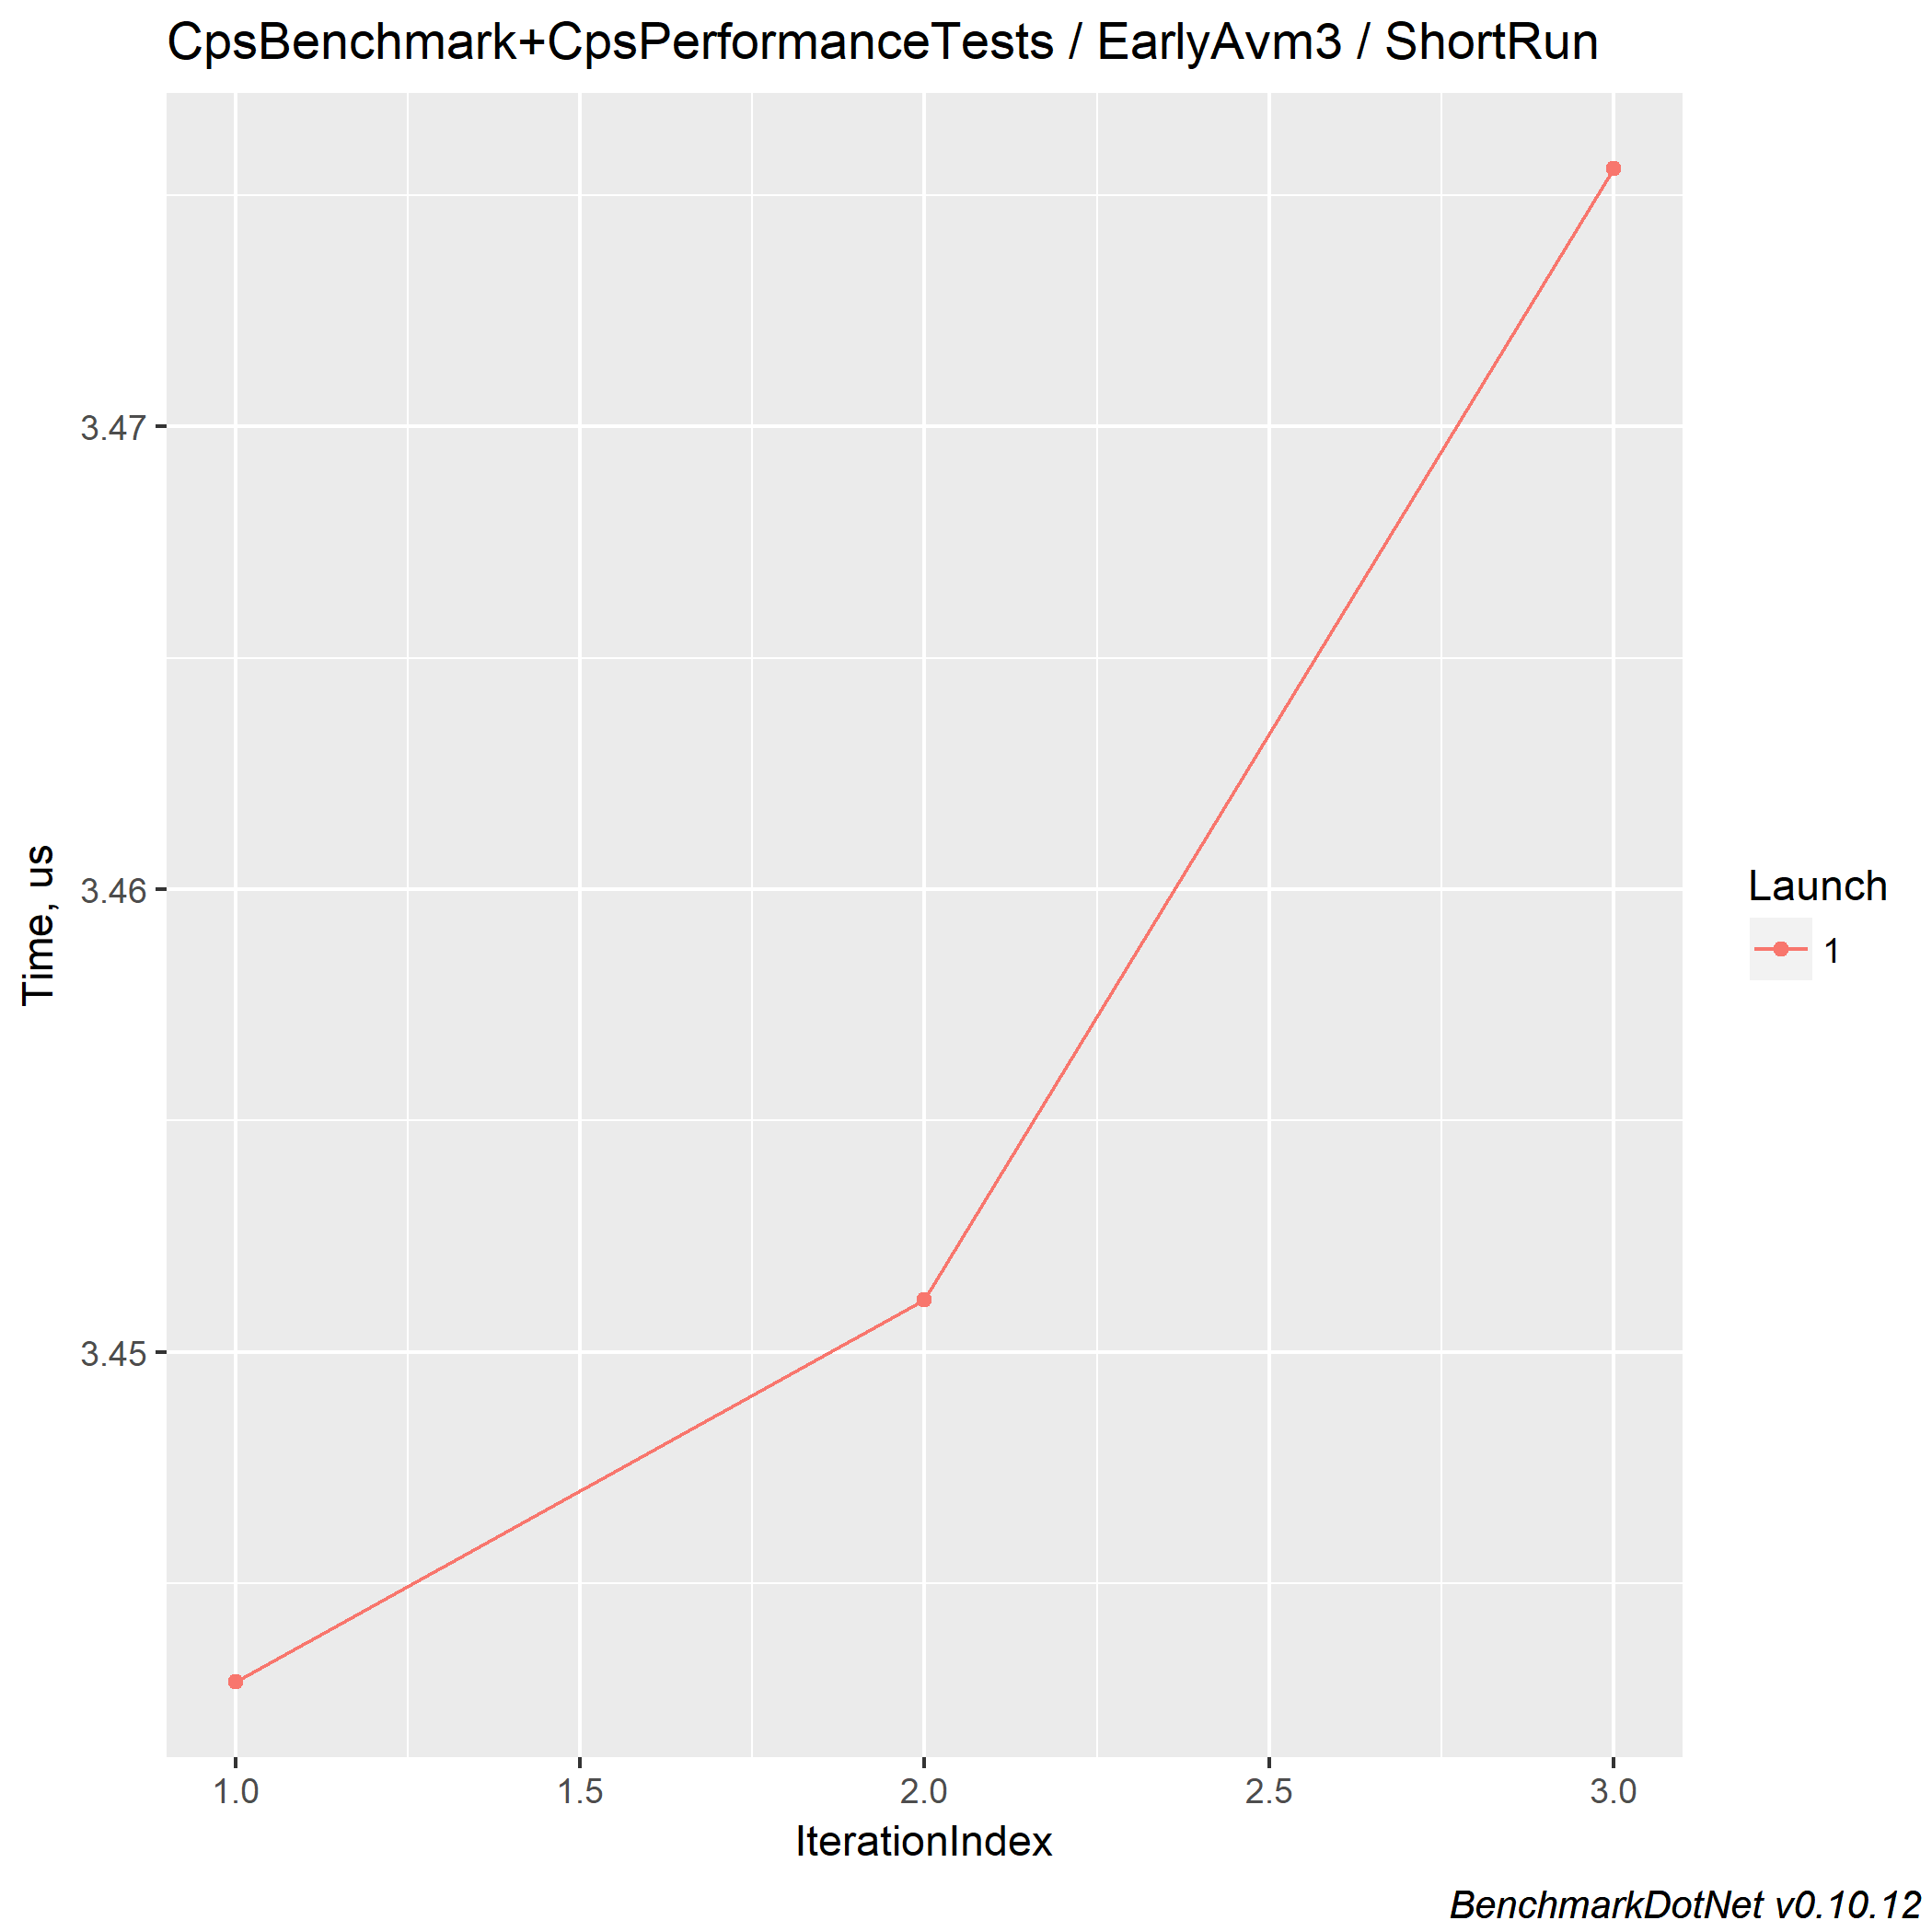 CpsBenchmark+CpsPerformanceTests / EarlyAvm3 / ShortRun
3.47
3.46
3.45
Time, us
1.0 1.5 2.0 2.5 3.0
IterationIndex
Launch
1
BenchmarkDotNet v0.10.12